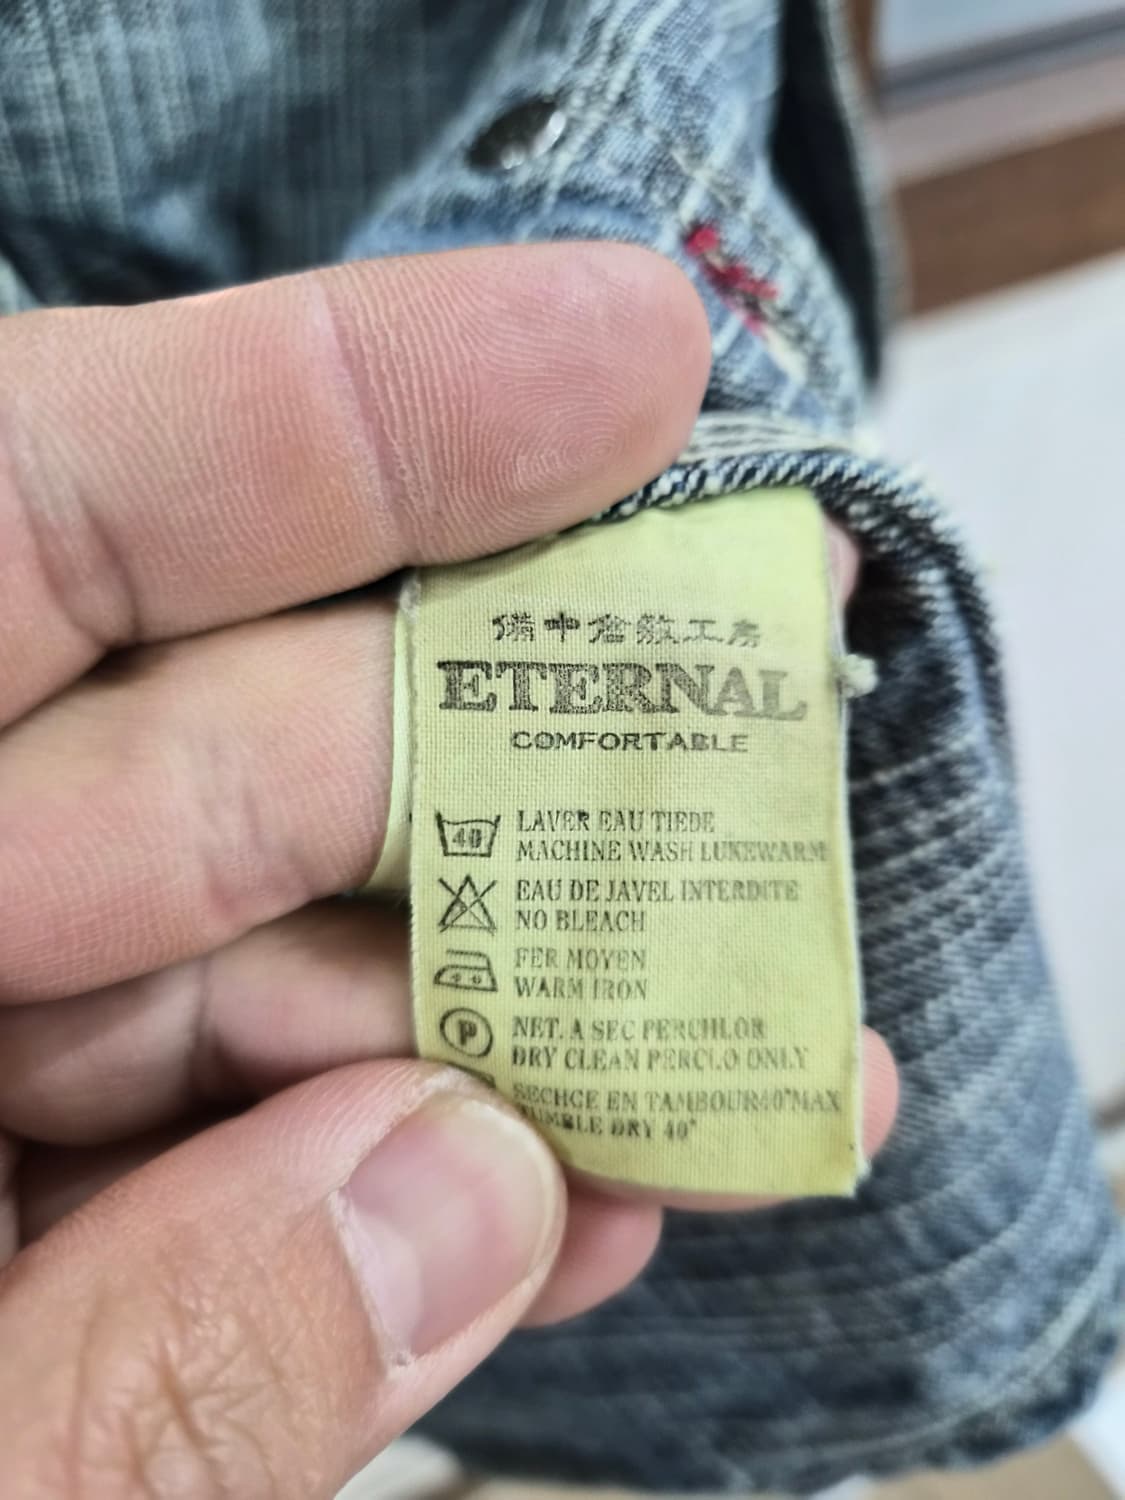 備中倉敷工房
ETERNAL
COMFORTABLE
40
LAVER EAU TIEDE
MACHINE WASH LUKEWARM
EAU DE JAVEL INTERDITE
NO BLEACH
FER MOYEN
WARM IRON
P
NET. A SEC PERCHLOR
DRY CLEAN PERCLO ONLY
SECHCE EN TAMBOUR40°MAX
TUMBLE DRY 40°